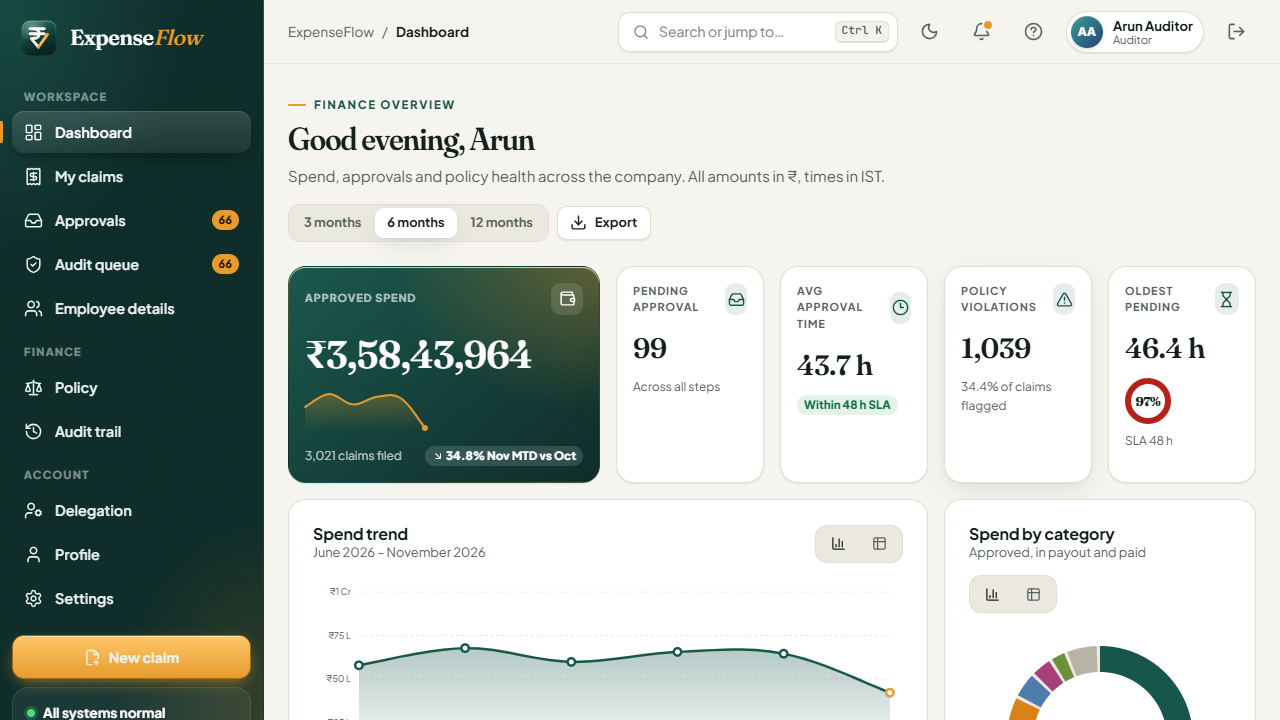 ExpenseFlow
WORKSPACE
Dashboard
My claims
Approvals 66
Audit queue 66
Employee details
FINANCE
Policy
Audit trail
ACCOUNT
Delegation
Profile
Settings
New claim
All systems normal
ExpenseFlow / Dashboard
Search or jump to… Ctrl K
AA
Arun Auditor
Auditor
FINANCE OVERVIEW
Good evening, Arun
Spend, approvals and policy health across the company. All amounts in ₹, times in IST.
3 months 6 months 12 months Export
APPROVED SPEND
₹3,58,43,964
3,021 claims filed
34.8% Nov MTD vs Oct
PENDING
APPROVAL
99
Across all steps
AVG
APPROVAL
TIME
43.7 h
Within 48 h SLA
POLICY
VIOLATIONS
1,039
34.4% of claims
flagged
OLDEST
PENDING
46.4 h
97%
SLA 48 h
Spend trend
June 2026 – November 2026
₹1 Cr
₹75 L
₹50 L
Spend by category
Approved, in payout and paid